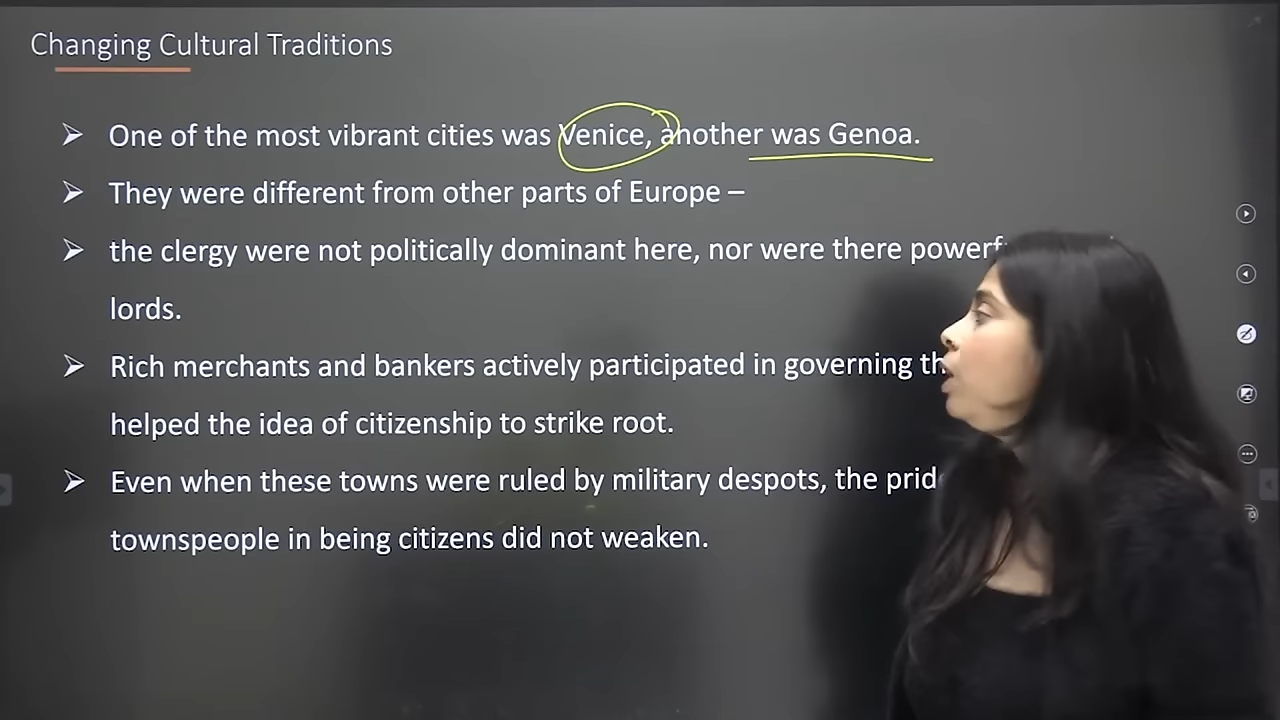 Changing Cultural Traditions
➢ One of the most vibrant cities was Venice, another was Genoa.
➢ They were different from other parts of Europe –
➢ the clergy were not politically dominant here, nor were there
lords.
➢ Rich merchants and bankers actively participated in governing
helped the idea of citizenship to strike root.
➢ Even when these towns were ruled by military despots, the
townspeople in being citizens did not weaken.